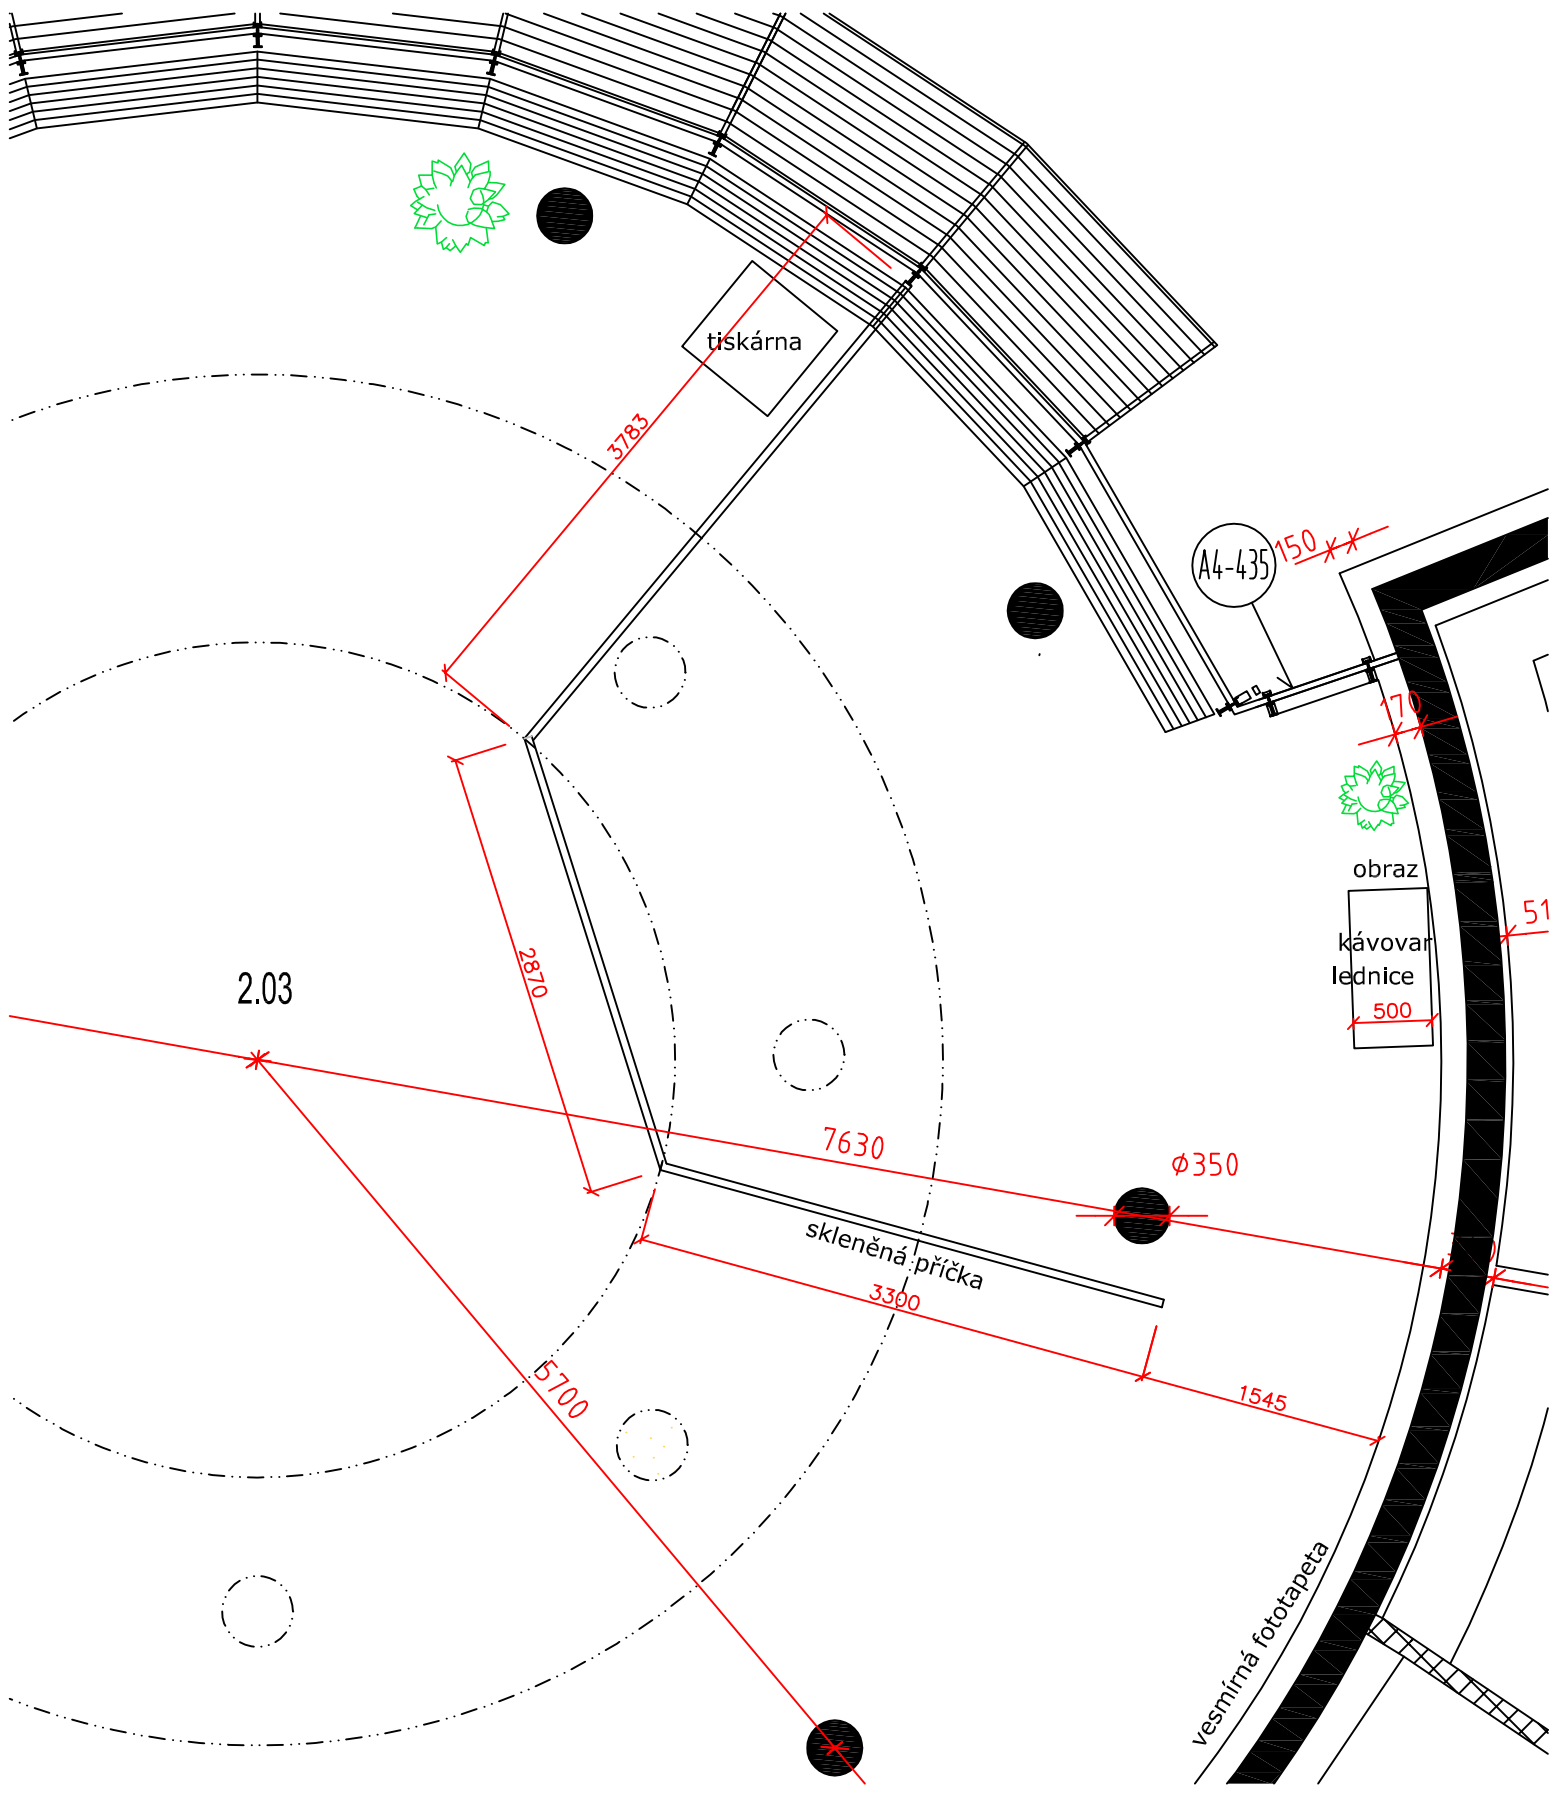 tiskárna
3783
150
A4-435
170
obraz
51
kávovar
lednice
500
2870
2.03
7630
ϕ350
skleněná příčka
3300
1545
5700
vesmírná fototapeta